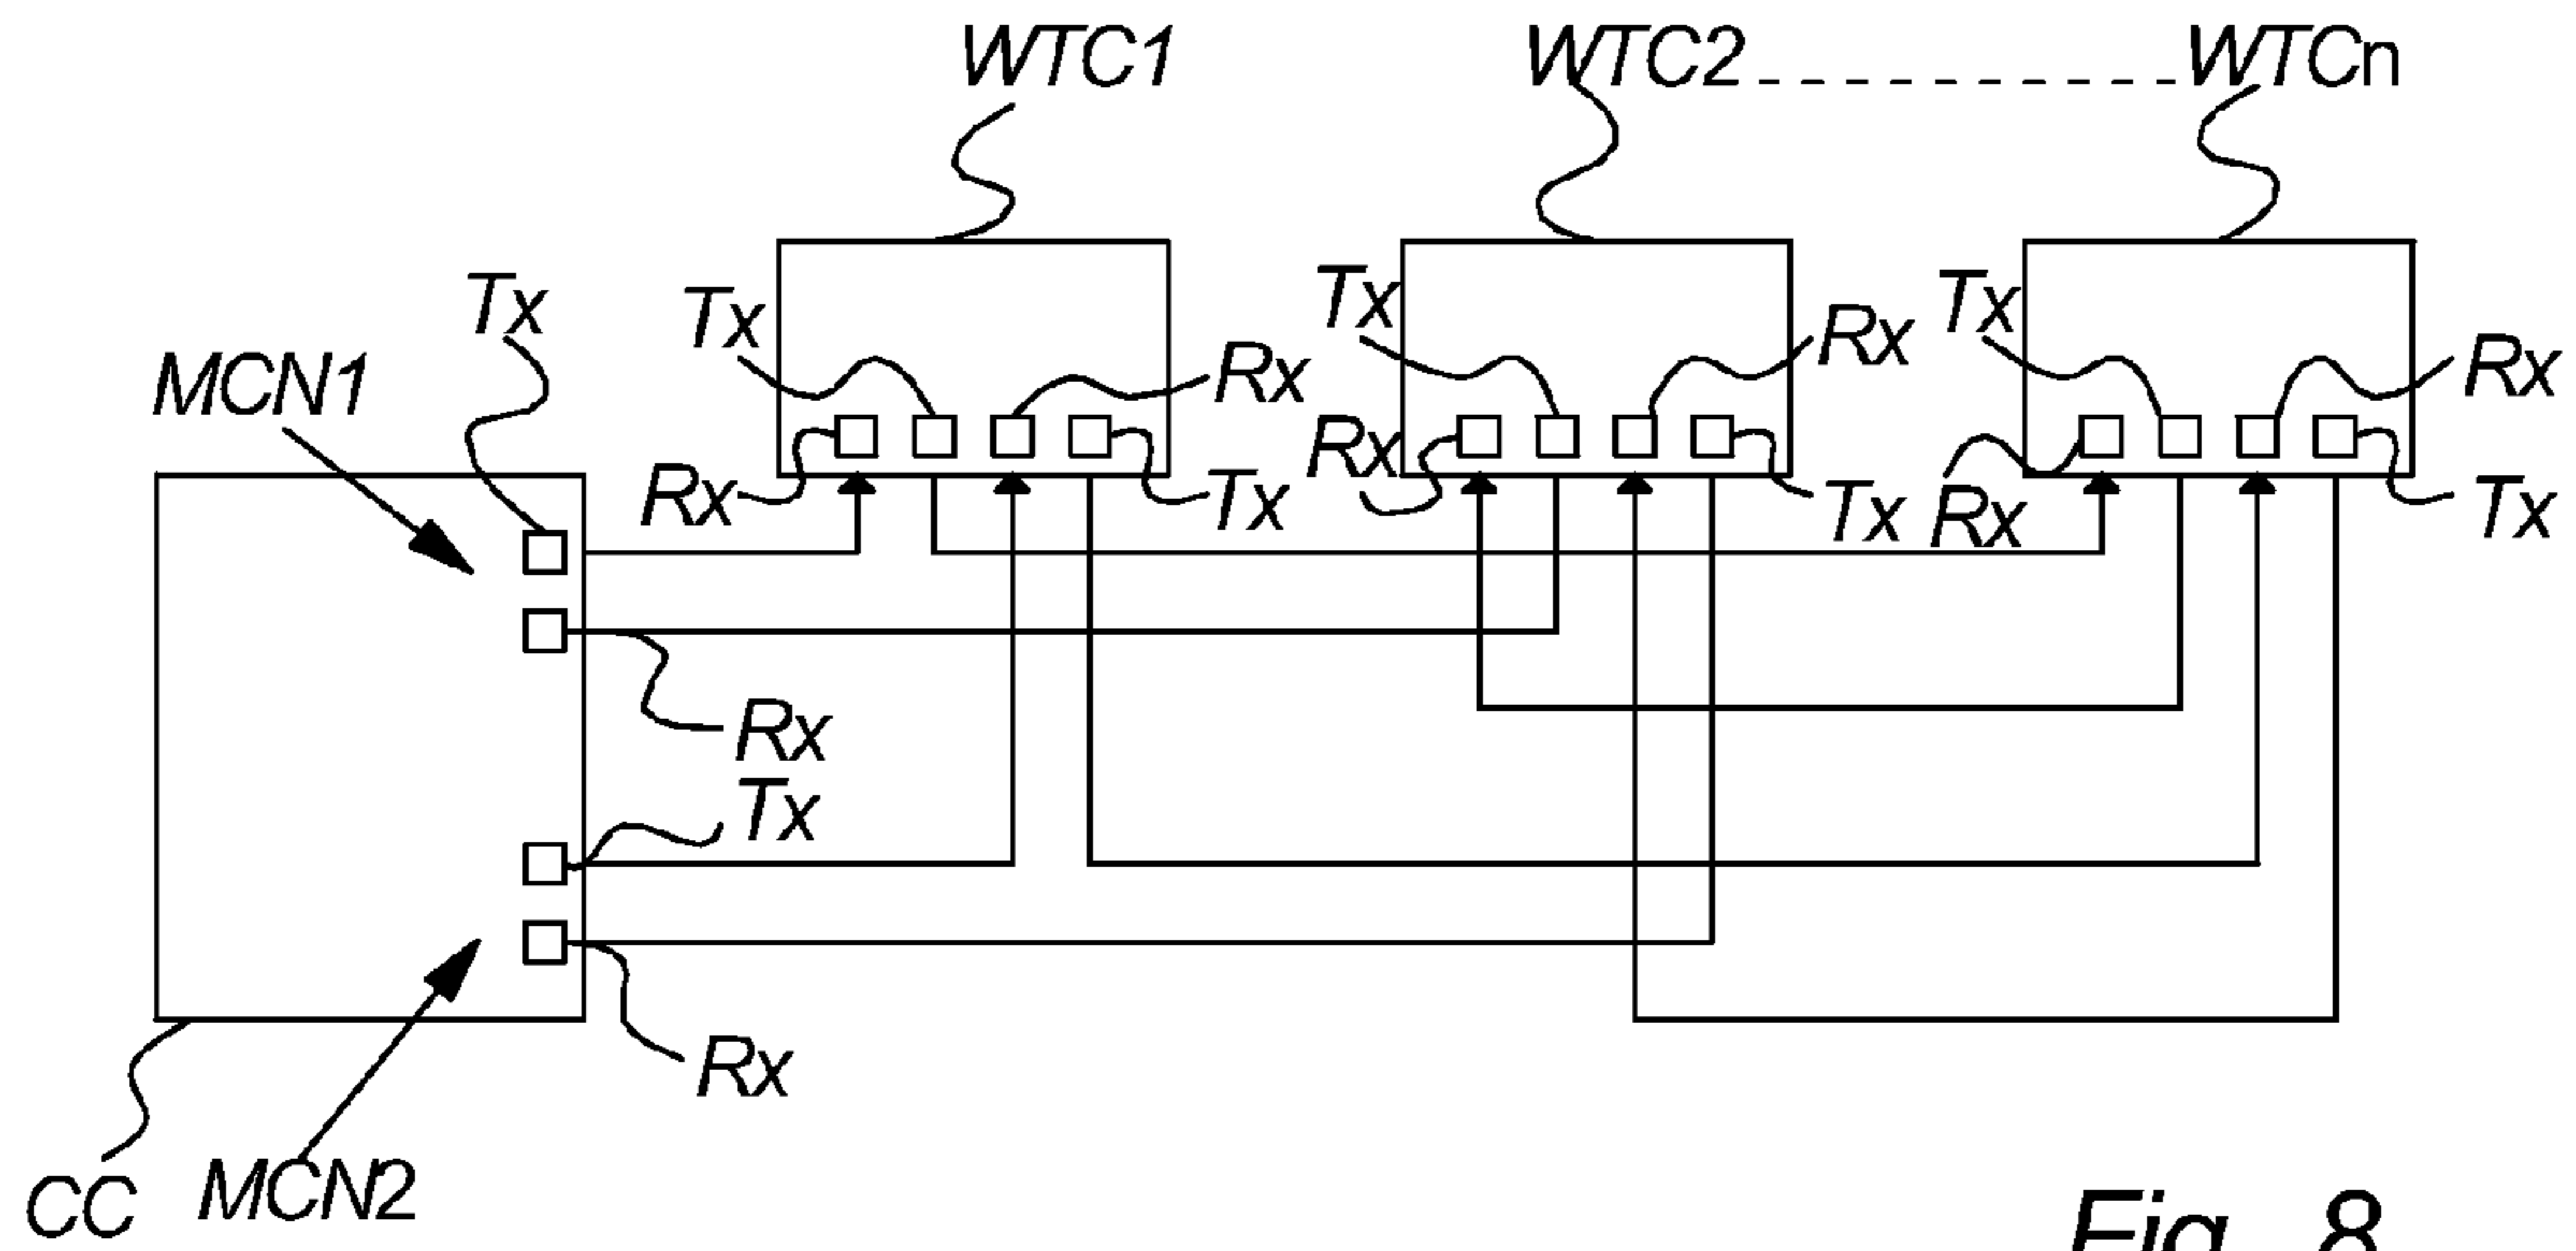 WTC1 WTC2 WTCn
Tx Tx Tx Tx
MCN1 Rx Rx Rx
Rx Tx Rx Tx Rx Tx
Rx
Tx
Rx
CC MCN2
Fig. 8